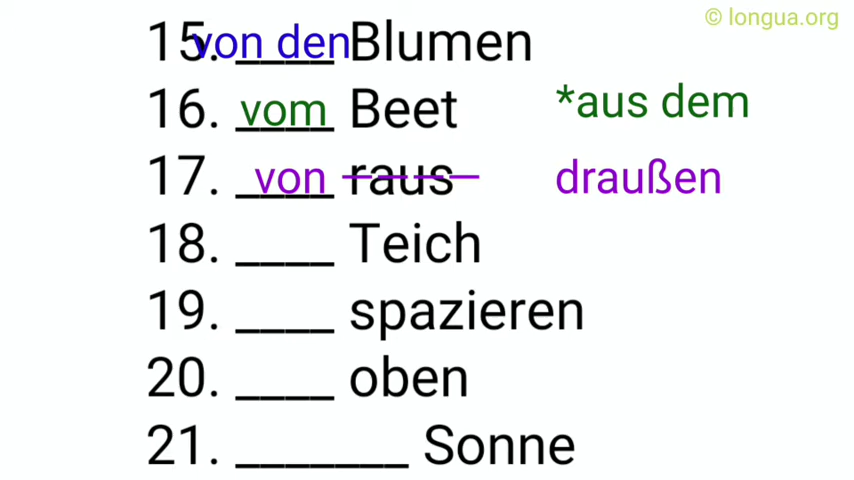 © longua.org
15. von den Blumen
16. vom Beet *aus dem
17. von raus draußen
18. ____ Teich
19. ____ spazieren
20. ____ oben
21. _______ Sonne